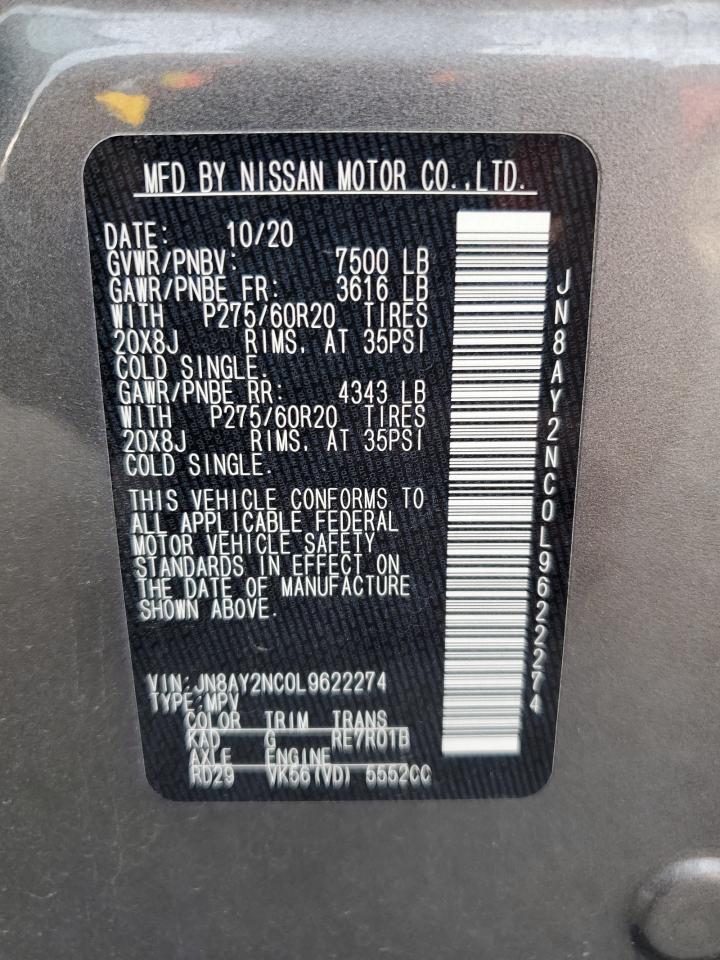 MFD BY NISSAN MOTOR CO.,LTD.
DATE: 10/20
GVWR/PNBV: 7500 LB
GAWR/PNBE FR: 3616 LB
WITH P275/60R20 TIRES
20X8J RIMS, AT 35PSI
COLD SINGLE.
GAWR/PNBE RR: 4343 LB
WITH P275/60R20 TIRES
20X8J RIMS, AT 35PSI
COLD SINGLE.
THIS VEHICLE CONFORMS TO
ALL APPLICABLE FEDERAL
MOTOR VEHICLE SAFETY
STANDARDS IN EFFECT ON
THE DATE OF MANUFACTURE
SHOWN ABOVE.
VIN:JN8AY2NC0L9622274
TYPE:MPV
COLOR TRIM TRANS
KAD G RE7R01B
AXLE ENGINE
RD29 VK56(VD) 5552CC
JN8AY2NC0L9622274